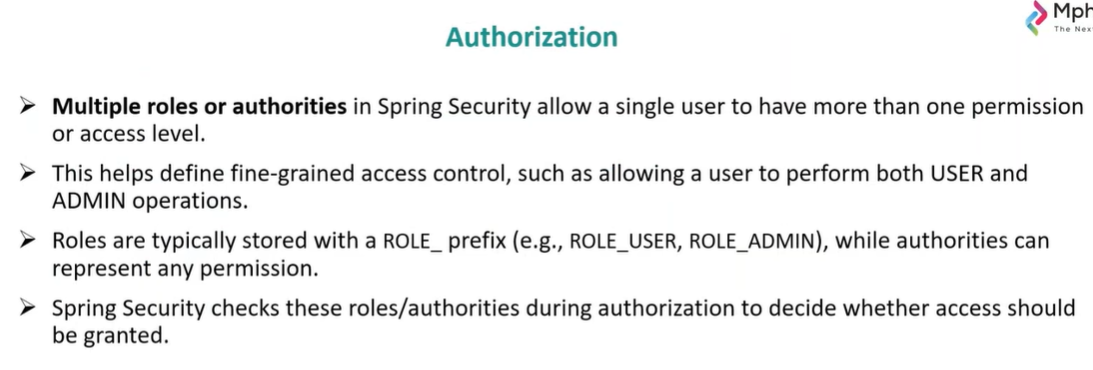 Mph
The Nex
Authorization
➢ Multiple roles or authorities in Spring Security allow a single user to have more than one permission
or access level.
➢ This helps define fine-grained access control, such as allowing a user to perform both USER and
ADMIN operations.
➢ Roles are typically stored with a ROLE_ prefix (e.g., ROLE_USER, ROLE_ADMIN), while authorities can
represent any permission.
➢ Spring Security checks these roles/authorities during authorization to decide whether access should
be granted.